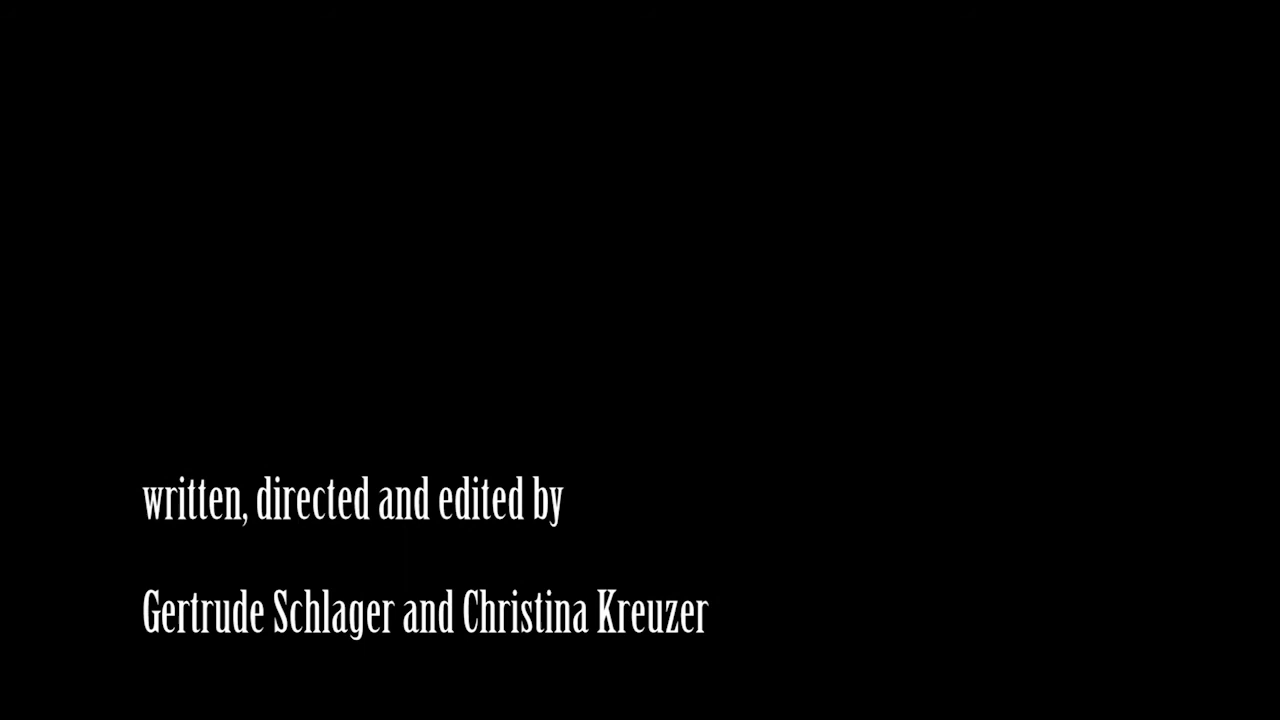 written, directed and edited by
Gertrude Schlager and Christina Kreuzer